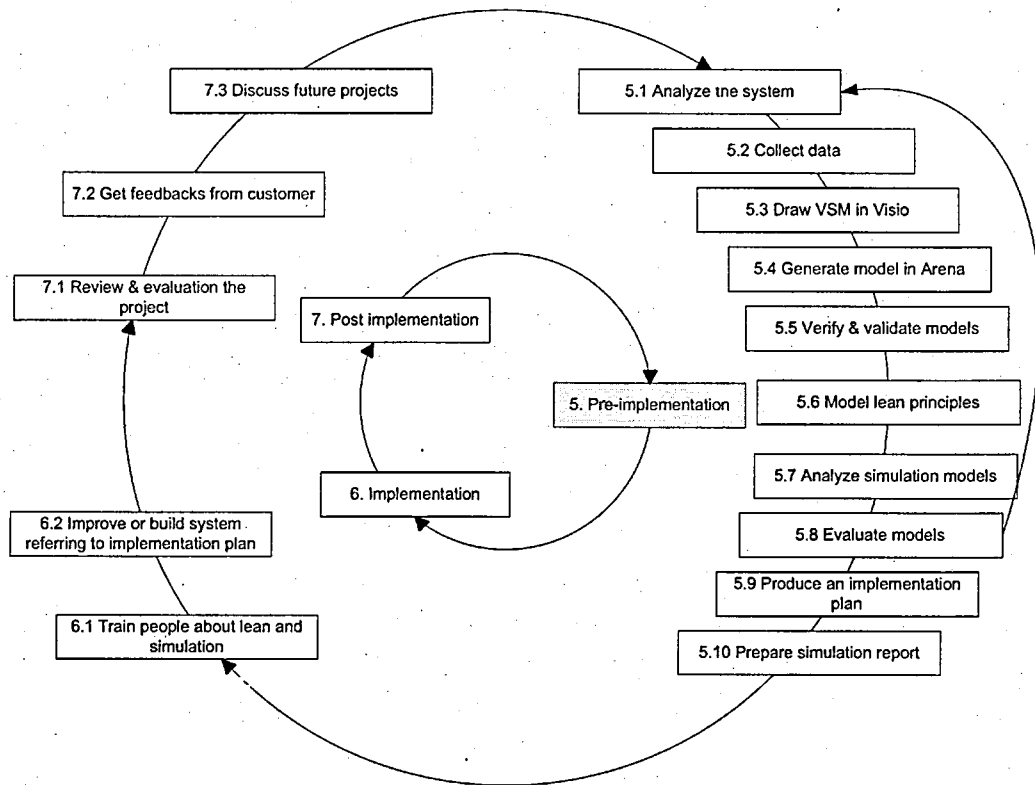 7.3 Discuss future projects
5.1 Analyze the system
5.2 Collect data
7.2 Get feedbacks from customer
5.3 Draw VSM in Visio
5.4 Generate model in Arena
7.1 Review & evaluation the
project
7. Post implementation
5.5 Verify & validate models
5. Pre-implementation
5.6 Model lean principles
5.7 Analyze simulation models
6. Implementation
6.2 Improve or build system
referring to implementation plan
5.8 Evaluate models
5.9 Produce an implementation
plan
6.1 Train people about lean and
simulation
5.10 Prepare simulation report